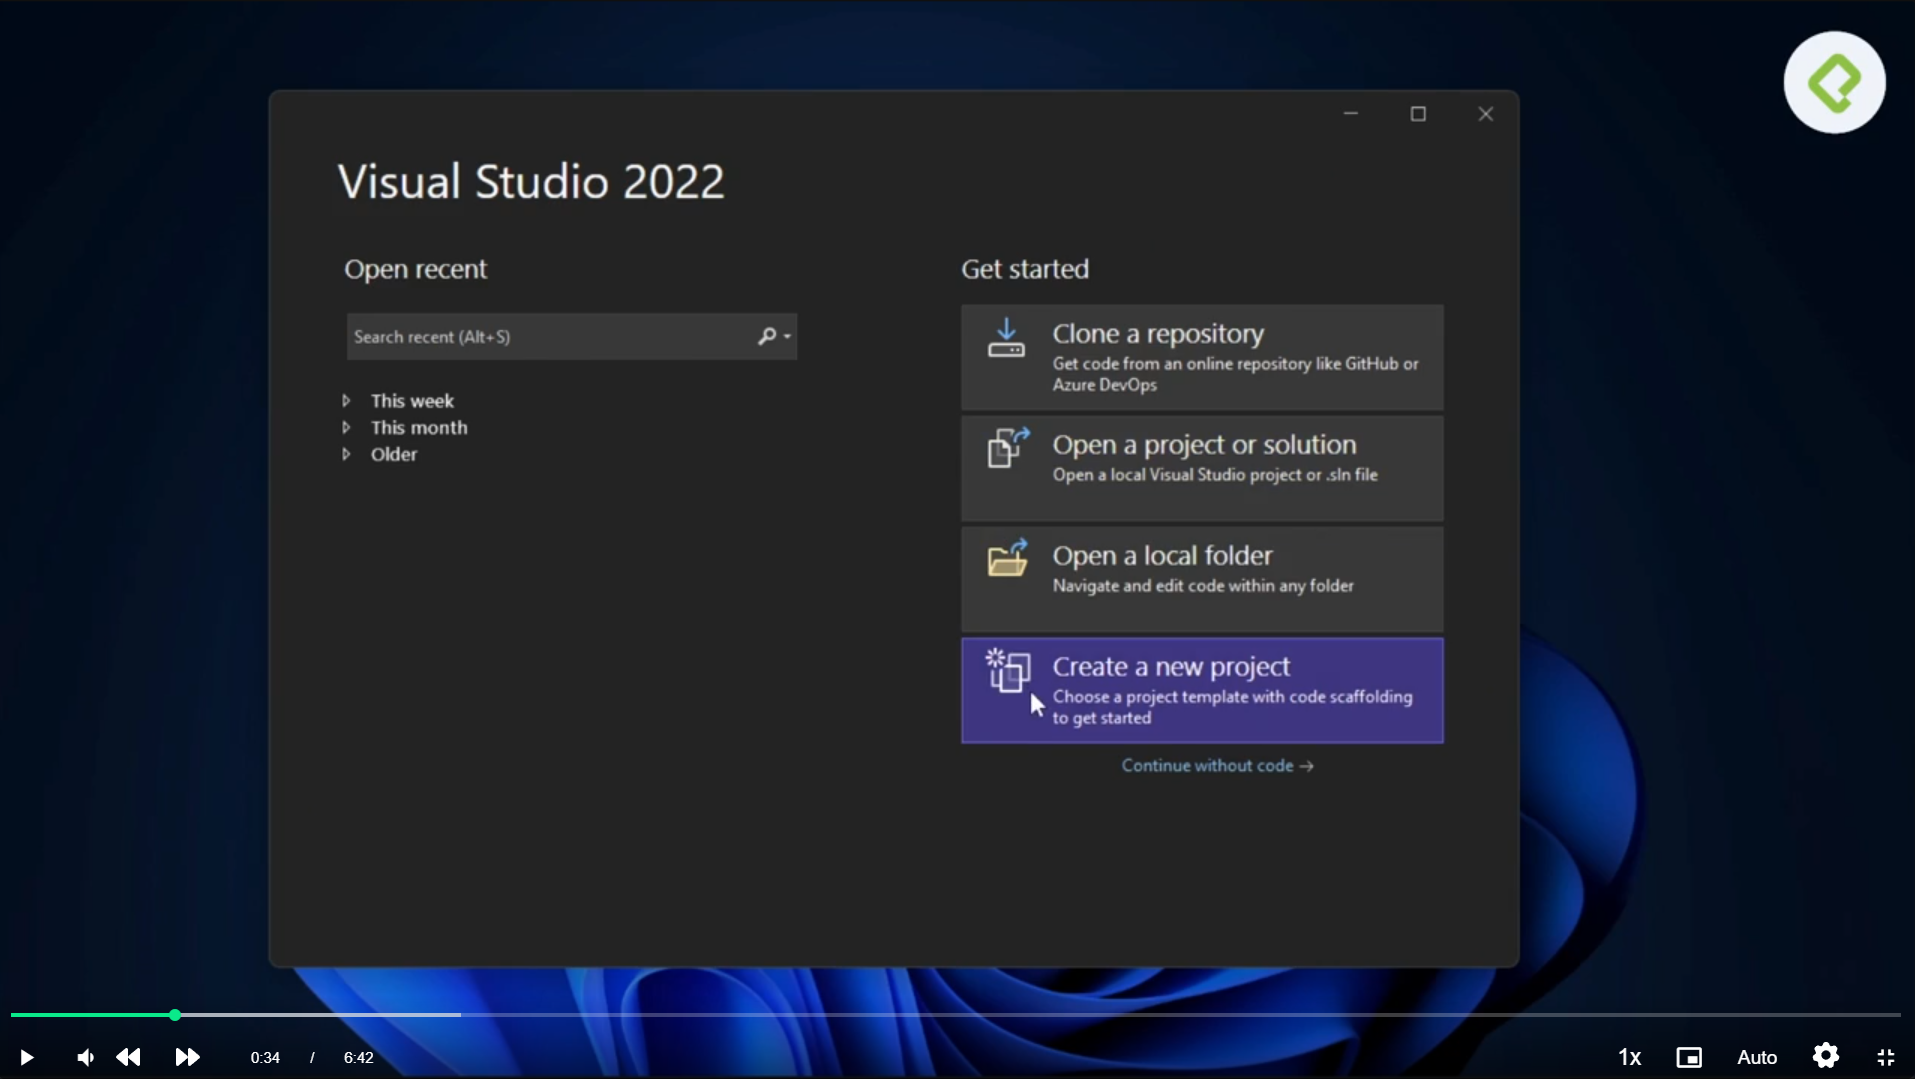 Visual Studio 2022
Open recent
Search recent (Alt+S)
This week
This month
Older
Get started
Clone a repository
Get code from an online repository like GitHub or
Azure DevOps
Open a project or solution
Open a local Visual Studio project or .sln file
Open a local folder
Navigate and edit code within any folder
Create a new project
Choose a project template with code scaffolding
to get started
Continue without code →
0:34 / 6:42
1x
Auto